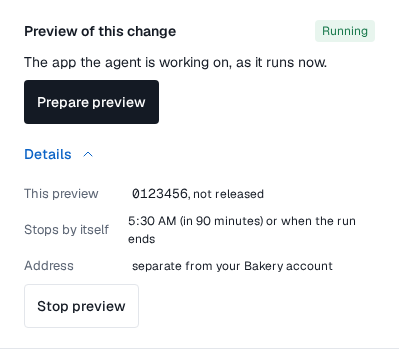 Preview of this change
Running
The app the agent is working on, as it runs now.
Prepare preview
Details
This preview 0123456, not released
Stops by itself 5:30 AM (in 90 minutes) or when the run
ends
Address separate from your Bakery account
Stop preview